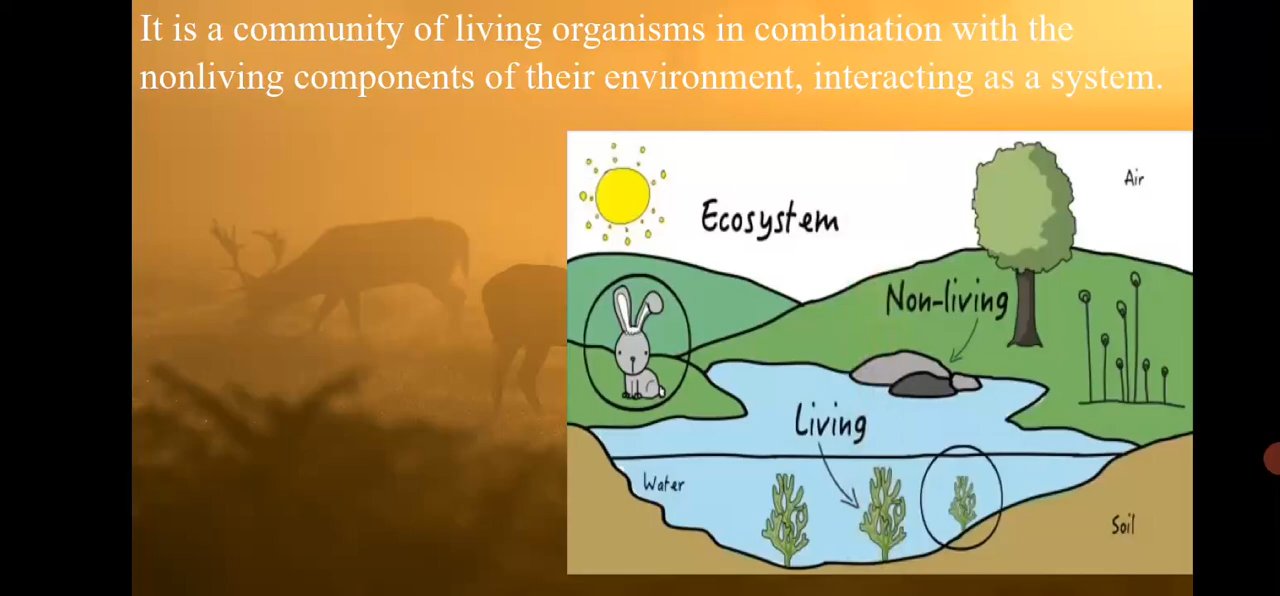 It is a community of living organisms in combination with the
nonliving components of their environment, interacting as a system.
Air
Ecosystem
Non-living
Living
Water
Soil